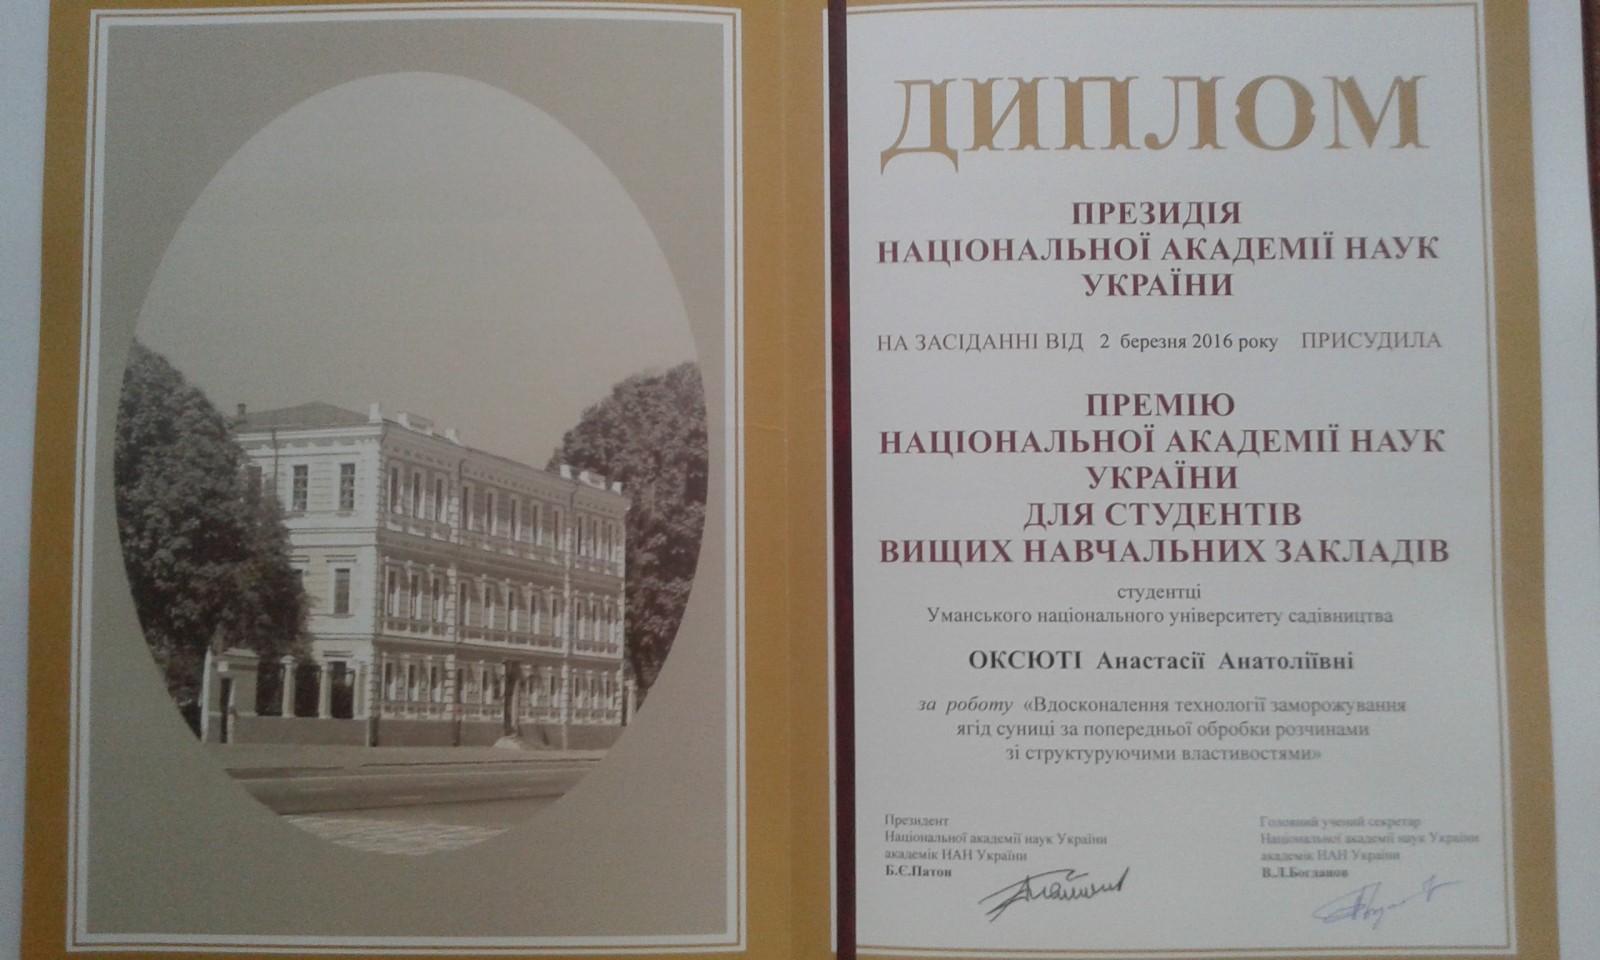 ДИПЛОМ
ПРЕЗИДІЯ
НАЦІОНАЛЬНОЇ АКАДЕМІЇ НАУК
УКРАЇНИ
НА ЗАСІДАННІ ВІД 2 березня 2016 року ПРИСУДИЛА
ПРЕМІЮ
НАЦІОНАЛЬНОЇ АКАДЕМІЇ НАУК
УКРАЇНИ
ДЛЯ СТУДЕНТІВ
ВИЩИХ НАВЧАЛЬНИХ ЗАКЛАДІВ
студентці
Уманського національного університету садівництва
ОКСЮТІ Анастасії Анатоліївні
за роботу «Вдосконалення технології заморожування
ягід суниці за попередньої обробки розчинами
зі структуруючими властивостями»
Президент
Національної академії наук України
академік НАН України
Б.Є.Патон
Головний учений секретар
Національної академії наук України
академік НАН України
В.Л.Богданов